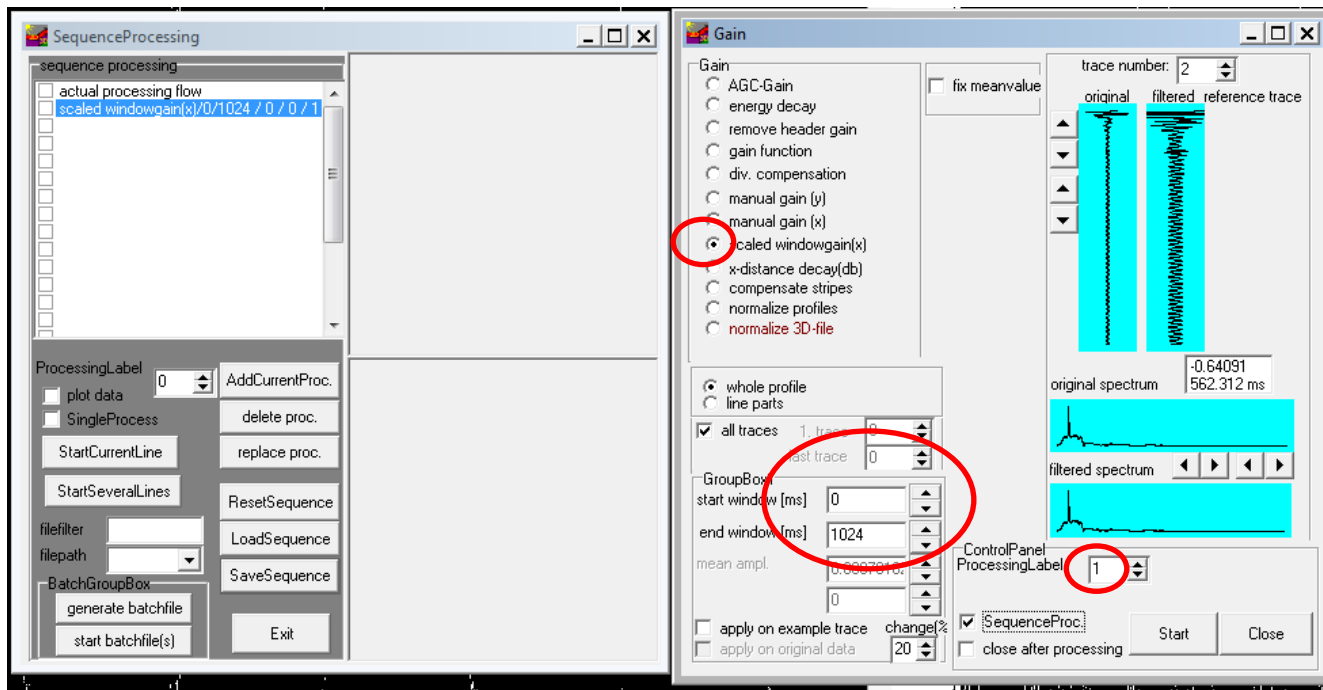 SequenceProcessing
sequence processing
actual processing flow
scaled windowgain(x)/0/1024 / 0 / 0 / 1
ProcessingLabel
0
AddCurrentProc.
plot data
SingleProcess
delete proc.
StartCurrentLine
replace proc.
StartSeveralLines
ResetSequence
filefilter
LoadSequence
filepath
SaveSequence
BatchGroupBox
generate batchfile
start batchfile(s)
Exit
Gain
Gain
AGC-Gain
energy decay
remove header gain
gain function
div. compensation
manual gain (y)
manual gain (x)
scaled windowgain(x)
x-distance decay(db)
compensate stripes
normalize profiles
normalize 3D-file
fix meanvalue
trace number: 2
original filtered reference trace
-0.64091
562.312 ms
original spectrum
filtered spectrum
whole profile
line parts
all traces 1. trace 0
last trace 0
GroupBox1
start window [ms] 0
end window [ms] 1024
mean ampl.
0
apply on example trace change(%
apply on original data 20
ControlPanel
ProcessingLabel 1
SequenceProc.
close after processing
Start
Close